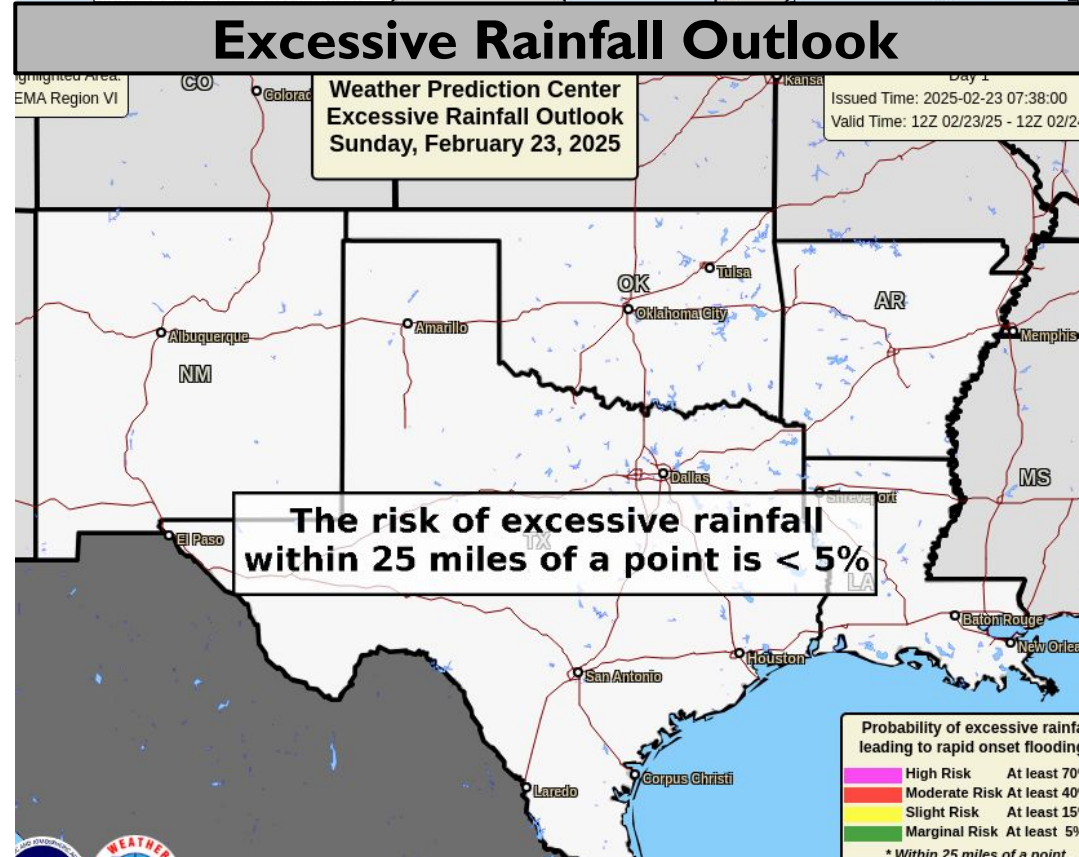 Excessive Rainfall Outlook
EMA Region VI
Weather Prediction Center
Excessive Rainfall Outlook
Sunday, February 23, 2025
Day 1
Issued Time: 2025-02-23 07:38:00
Valid Time: 12Z 02/23/25 - 12Z 02/2
CO
Colorad
Kansa
Tulsa
OK
Oklahoma City
AR
Albuquerque
Amarillo
Memphis
NM
Dallas
MS
Shreveport
The risk of excessive rainfall
within 25 miles of a point is < 5%
El Paso
TX
LA
Baton Rouge
New Orlea
Houston
San Antonio
Laredo
Corpus Christi
Probability of excessive rainfa
leading to rapid onset flooding
High Risk At least 70%
Moderate Risk At least 40%
Slight Risk At least 15%
Marginal Risk At least 5%
* Within 25 miles of a point
WEATHER